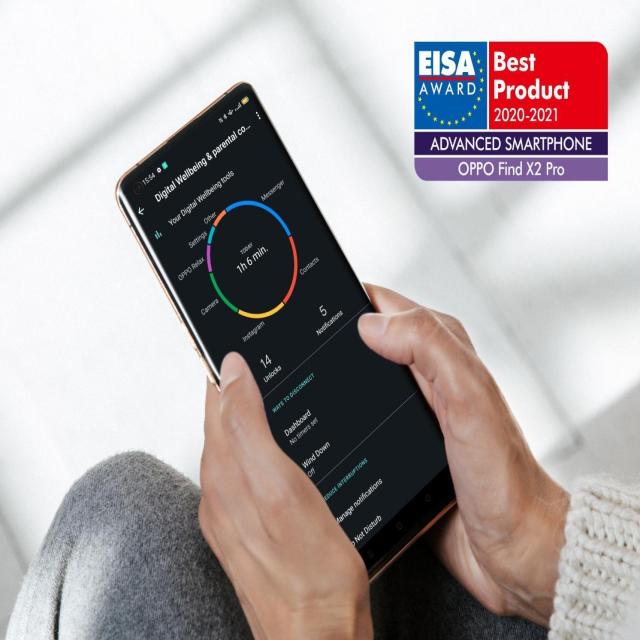 EISA
AWARD
Best
Product
2020-2021
ADVANCED SMARTPHONE
OPPO Find X2 Pro
15:54
Digital Wellbeing & parental co...
Your Digital Wellbeing tools
Other
Messenger
Settings
OPPO Relax
TODAY
1h 6 min.
Contacts
Camera
Instagram
14
Unlocks
5
Notifications
WAYS TO DISCONNECT
Dashboard
No timers set
Wind Down
Off
INTERRUPTIONS
Manage notifications
Not Disturb